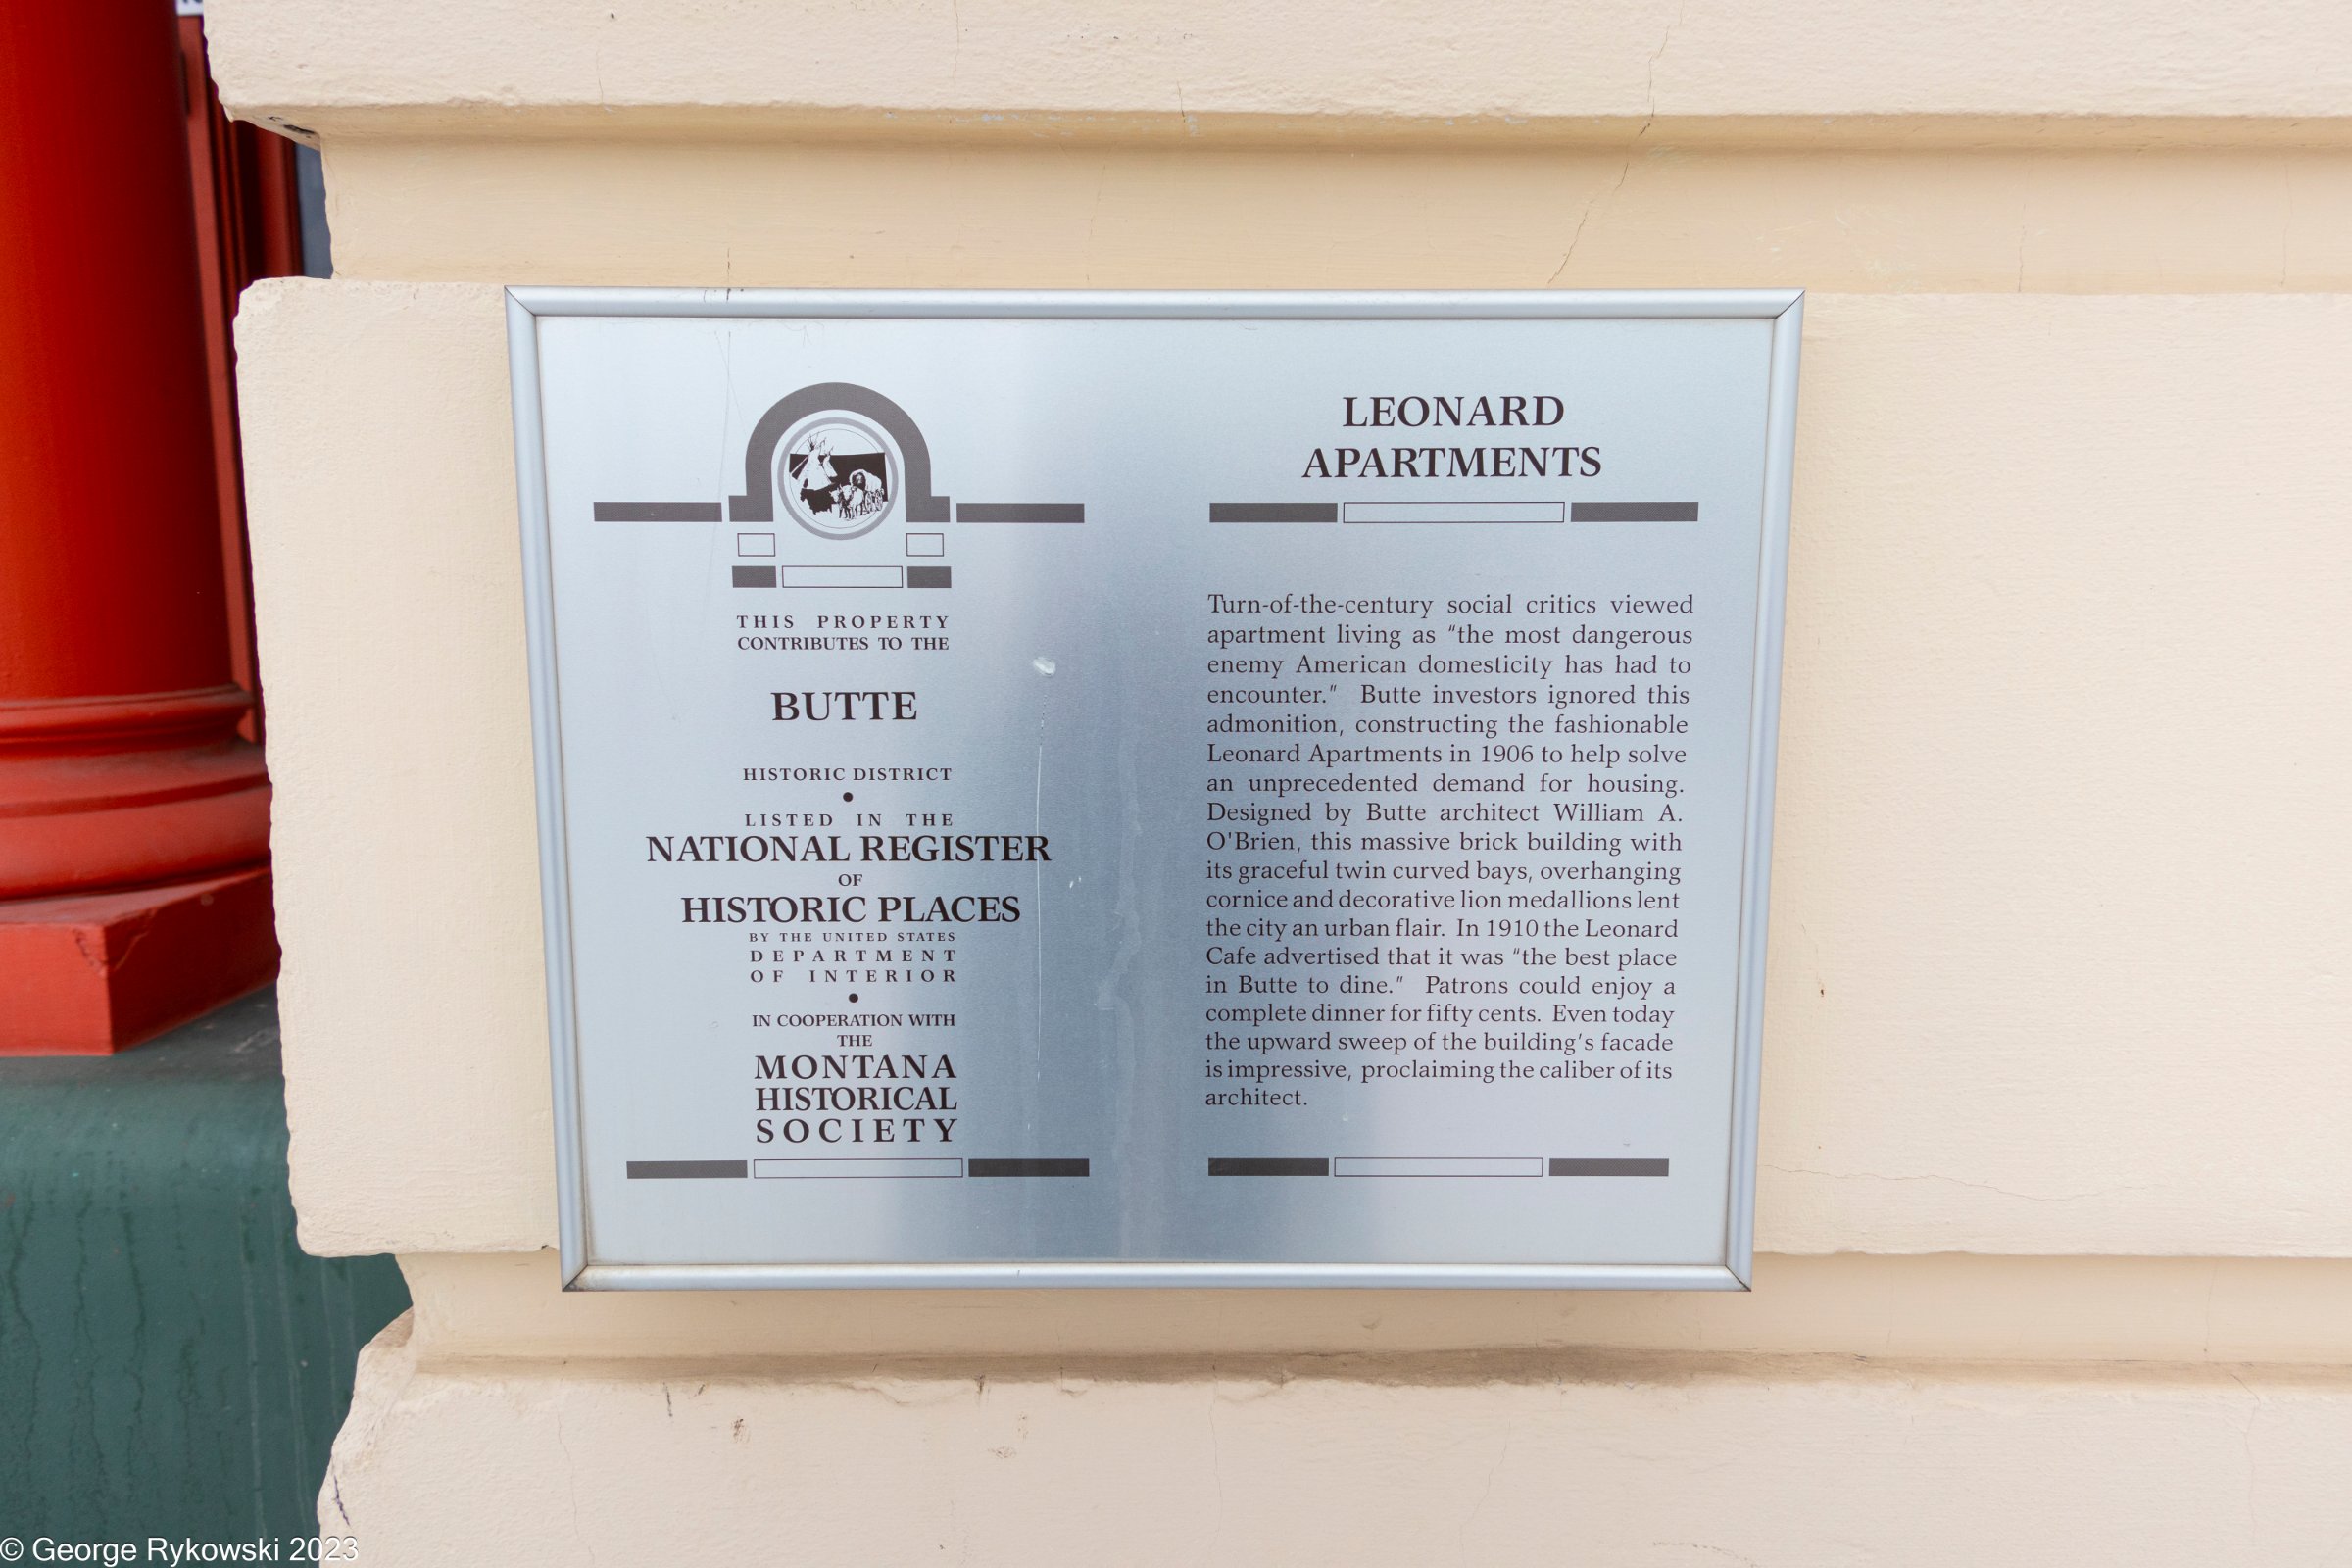 THIS PROPERTY
CONTRIBUTES TO THE
BUTTE
HISTORIC DISTRICT
•
LISTED IN THE
NATIONAL REGISTER
OF
HISTORIC PLACES
BY THE UNITED STATES
DEPARTMENT
OF INTERIOR
•
IN COOPERATION WITH
THE
MONTANA
HISTORICAL
SOCIETY
LEONARD
APARTMENTS
Turn-of-the-century social critics viewed
apartment living as “the most dangerous
enemy American domesticity has had to
encounter.” Butte investors ignored this
admonition, constructing the fashionable
Leonard Apartments in 1906 to help solve
an unprecedented demand for housing.
Designed by Butte architect William A.
O'Brien, this massive brick building with
its graceful twin curved bays, overhanging
cornice and decorative lion medallions lent
the city an urban flair. In 1910 the Leonard
Cafe advertised that it was “the best place
in Butte to dine.” Patrons could enjoy a
complete dinner for fifty cents. Even today
the upward sweep of the building’s facade
is impressive, proclaiming the caliber of its
architect.
© George Rykowski 2023